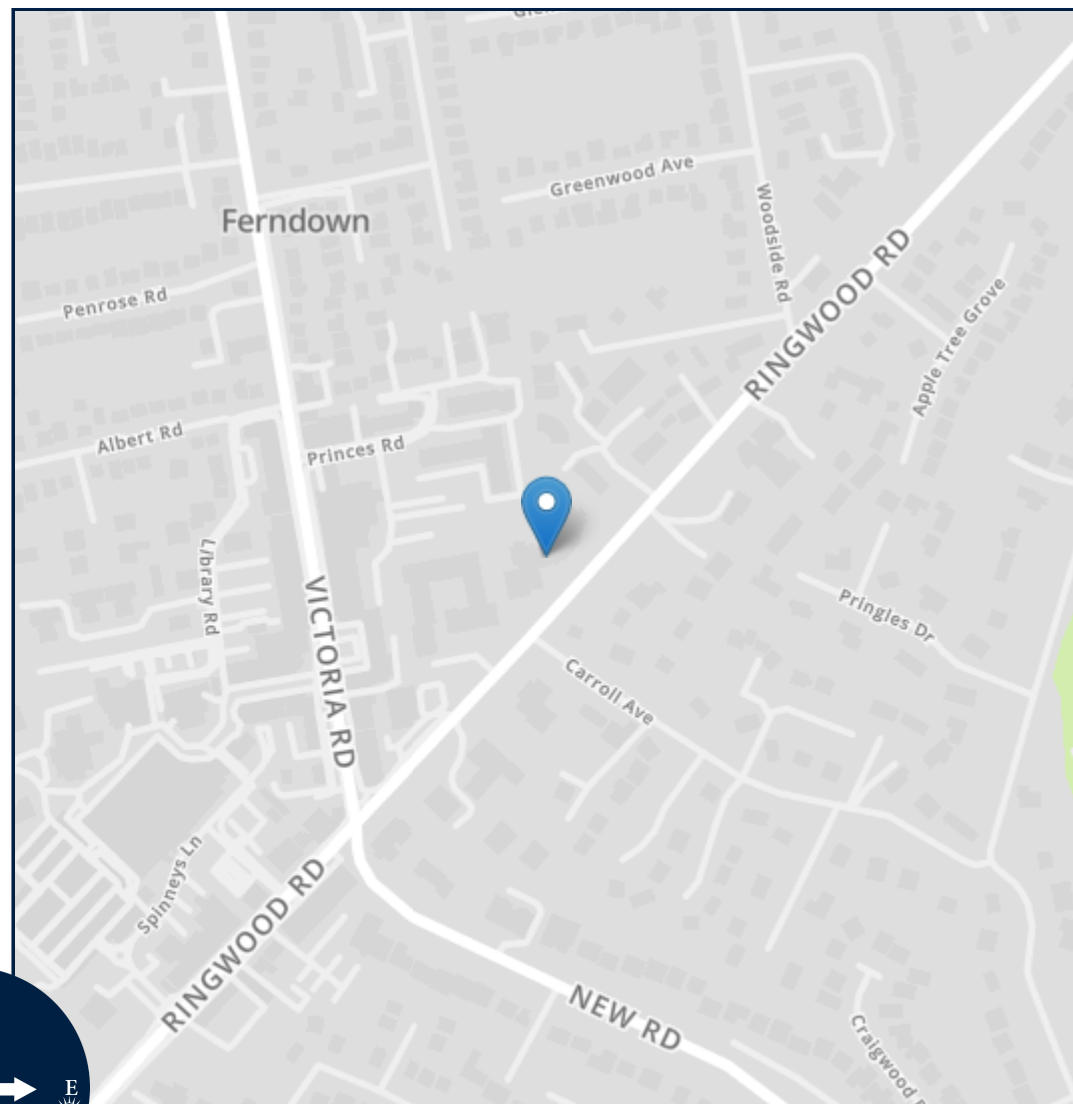 Greenwood Ave
Woodside Rd
Ferndown
RINGWOOD RD
Penrose Rd
Apple Tree Grove
Albert Rd
Princes Rd
Library Rd
VICTORIA RD
Pringles Dr
Carroll Ave
Spinneys Ln
RINGWOOD RD
NEW RD
Craigwood
E